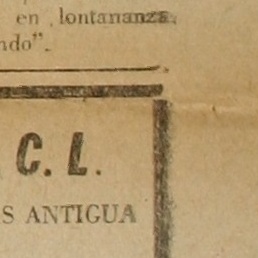 en lontananza,
ndo".
C. L.
S ANTIGUA